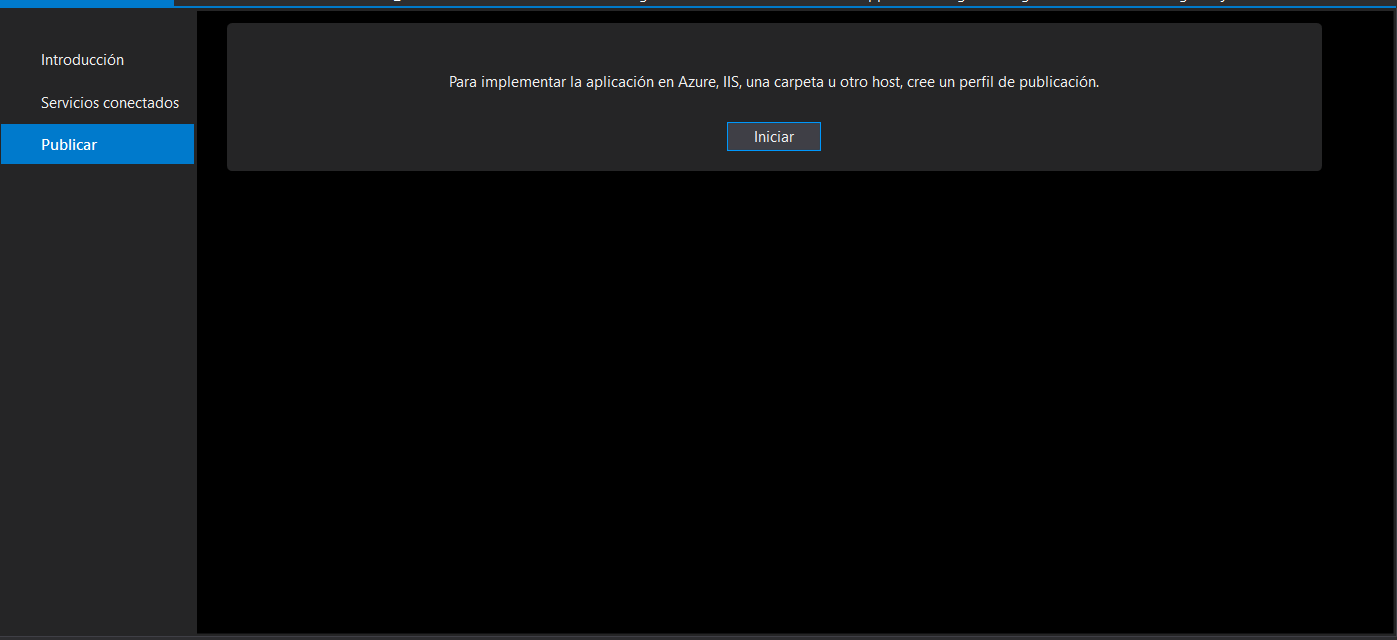 Introducción
Servicios conectados
Publicar
Para implementar la aplicación en Azure, IIS, una carpeta u otro host, cree un perfil de publicación.
Iniciar